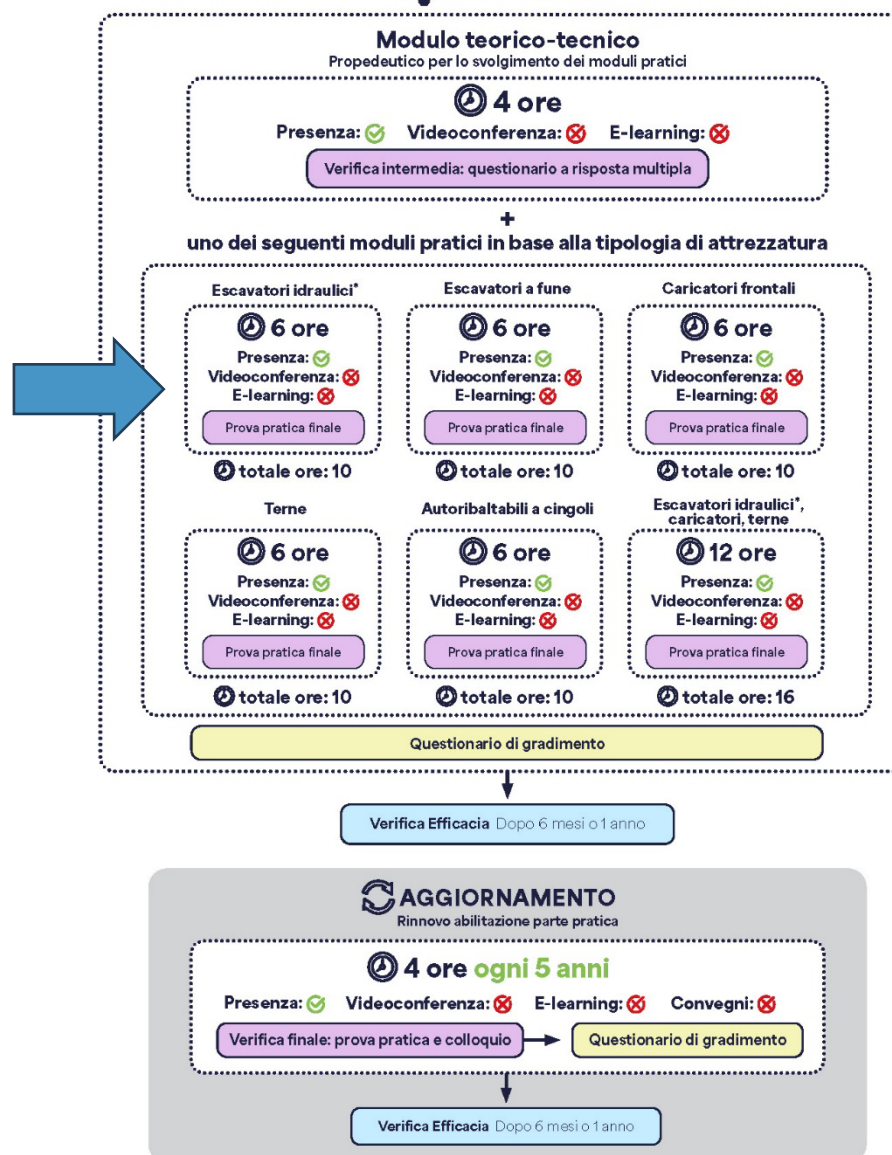 Modulo teorico-tecnico
Propedeutico per lo svolgimento dei moduli pratici
4 ore
Presenza: Videoconferenza: E-learning:
Verifica intermedia: questionario a risposta multipla
+
uno dei seguenti moduli pratici in base alla tipologia di attrezzatura
Escavatori idraulici*
6 ore
Presenza:
Videoconferenza:
E-learning:
Prova pratica finale
totale ore: 10
Escavatori a fune
6 ore
Presenza:
Videoconferenza:
E-learning:
Prova pratica finale
totale ore: 10
Caricatori frontali
6 ore
Presenza:
Videoconferenza:
E-learning:
Prova pratica finale
totale ore: 10
Terne
6 ore
Presenza:
Videoconferenza:
E-learning:
Prova pratica finale
totale ore: 10
Autoribaltabili a cingoli
6 ore
Presenza:
Videoconferenza:
E-learning:
Prova pratica finale
totale ore: 10
Escavatori idraulici*,
caricatori, terne
12 ore
Presenza:
Videoconferenza:
E-learning:
Prova pratica finale
totale ore: 16
Questionario di gradimento
Verifica Efficacia Dopo 6 mesi o 1 anno
AGGIORNAMENTO
Rinnovo abilitazione parte pratica
4 ore ogni 5 anni
Presenza: Videoconferenza: E-learning: Convegni:
Verifica finale: prova pratica e colloquio
Questionario di gradimento
Verifica Efficacia Dopo 6 mesi o 1 anno